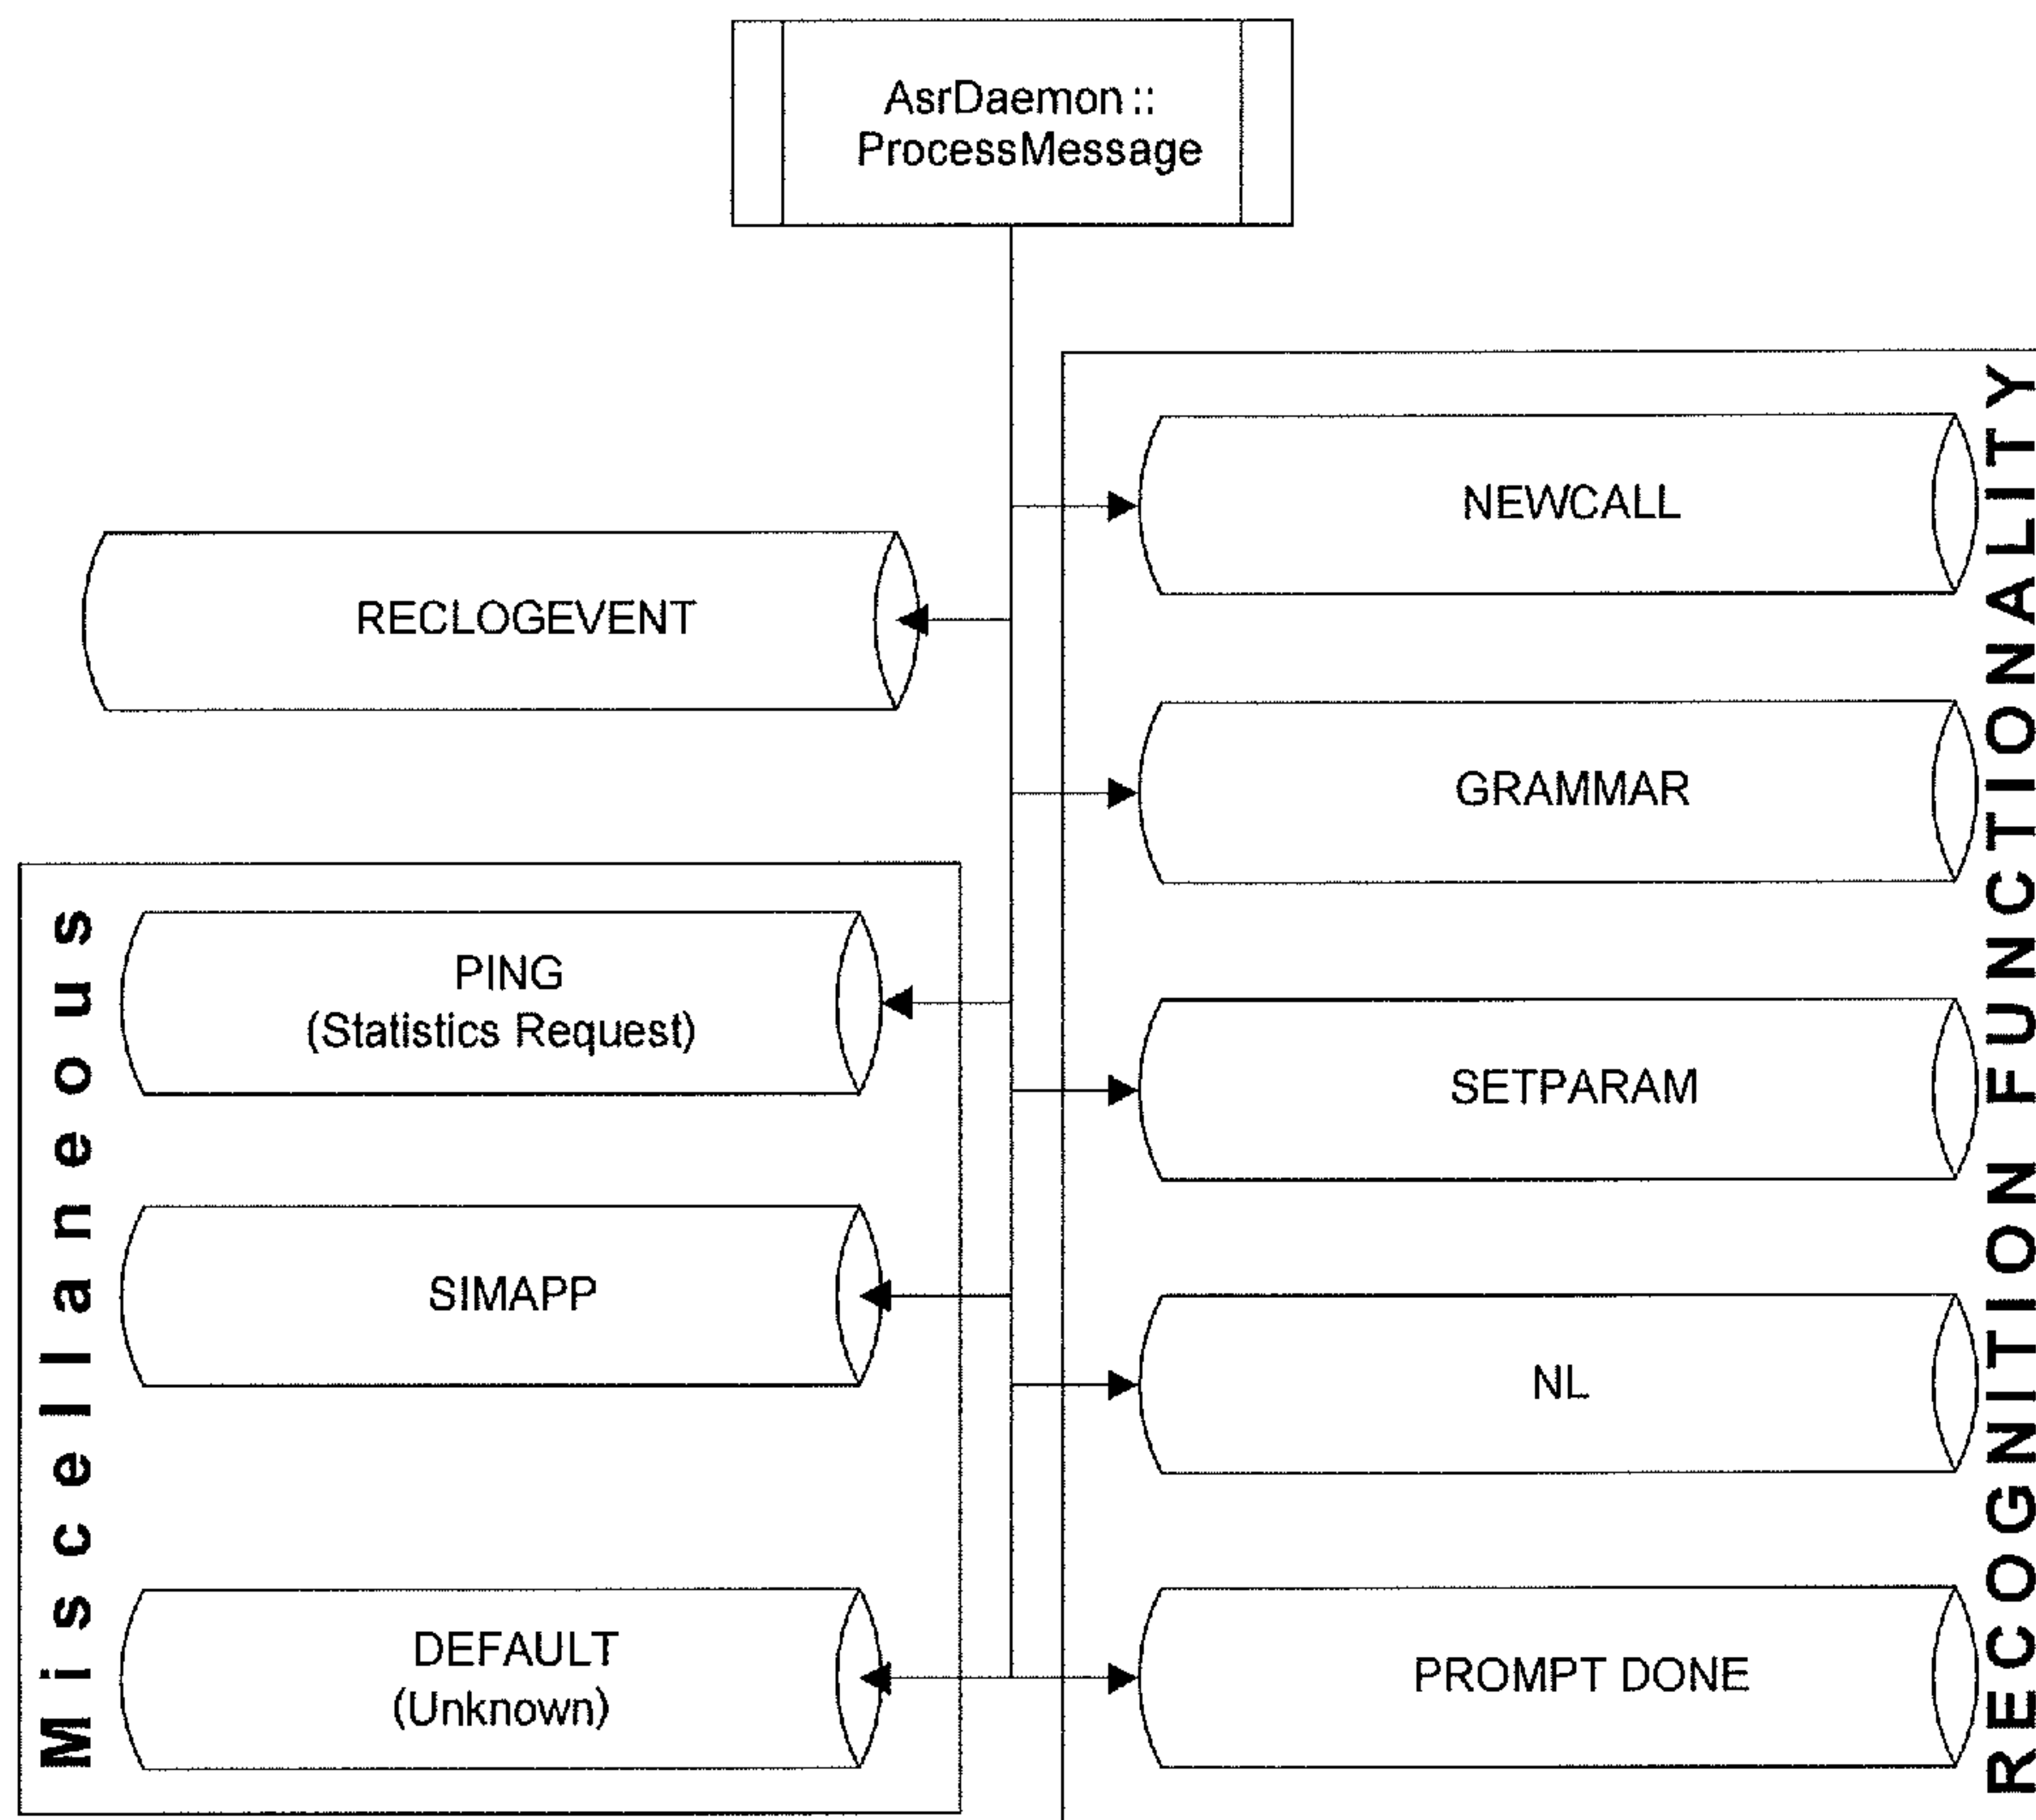 AsrDaemon ::
ProcessMessage
RECLOGEVENT
Miscellaneous
PING
(Statistics Request)
SIMAPP
DEFAULT
(Unknown)
RECOGNITION FUNCTIONALITY
NEWCALL
GRAMMAR
SETPARAM
NL
PROMPT DONE